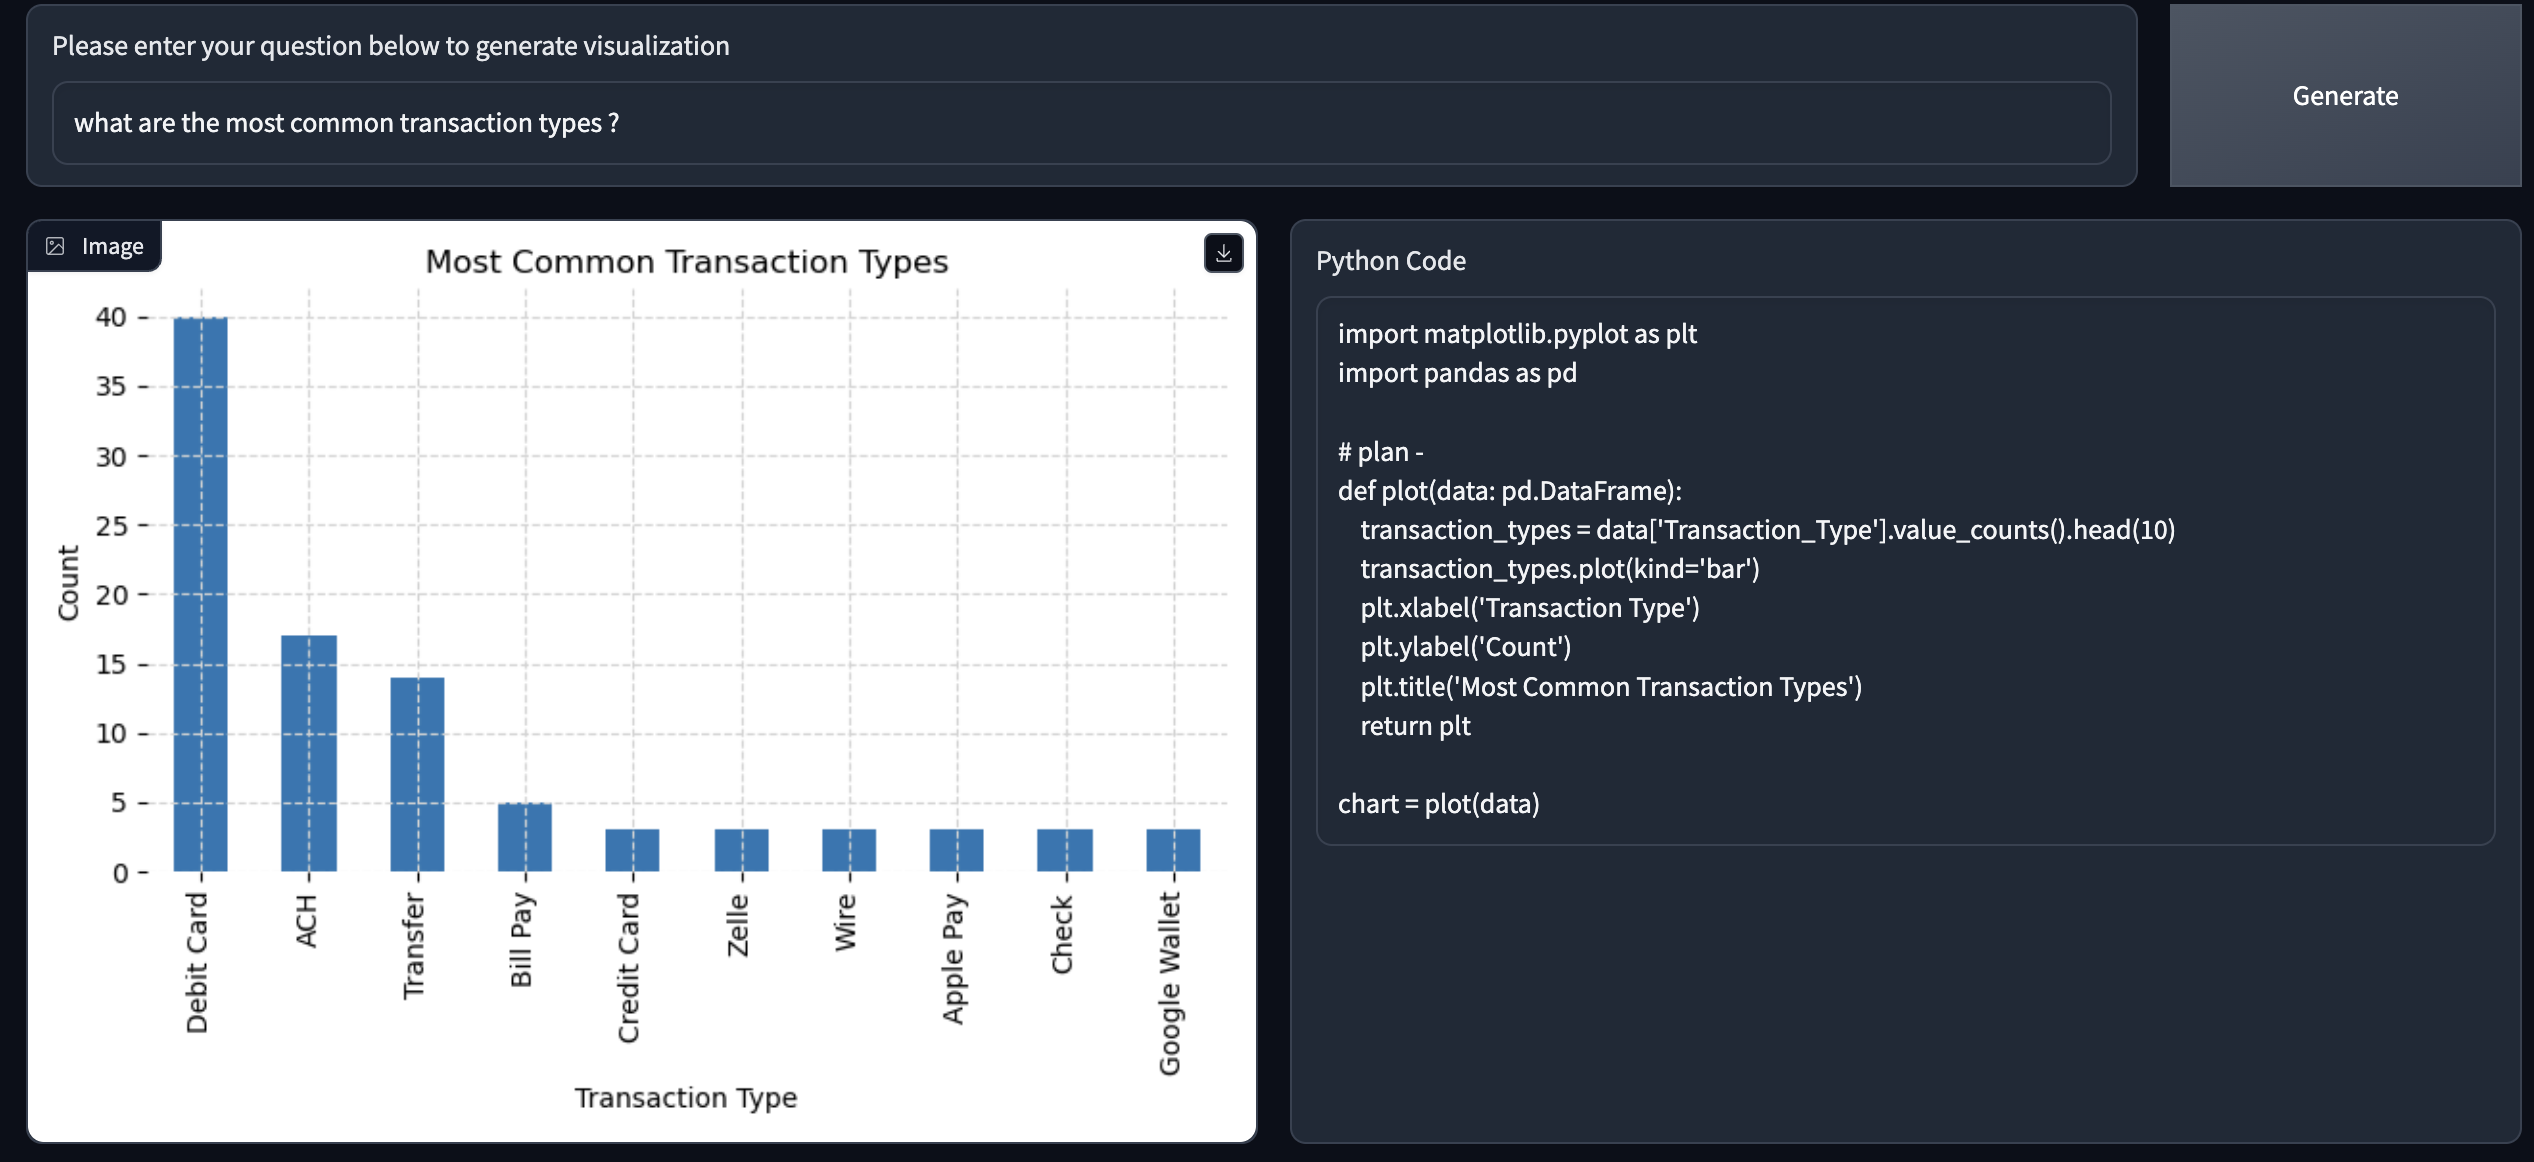 Please enter your question below to generate visualization
what are the most common transaction types ?
Generate
Image
Most Common Transaction Types
40
35
30
25
20
15
10
5
0
Count
Debit Card
ACH
Transfer
Bill Pay
Credit Card
Zelle
Wire
Apple Pay
Check
Google Wallet
Transaction Type
Python Code
import matplotlib.pyplot as plt
import pandas as pd
# plan -
def plot(data: pd.DataFrame):
    transaction_types = data['Transaction_Type'].value_counts().head(10)
    transaction_types.plot(kind='bar')
    plt.xlabel('Transaction Type')
    plt.ylabel('Count')
    plt.title('Most Common Transaction Types')
    return plt
chart = plot(data)